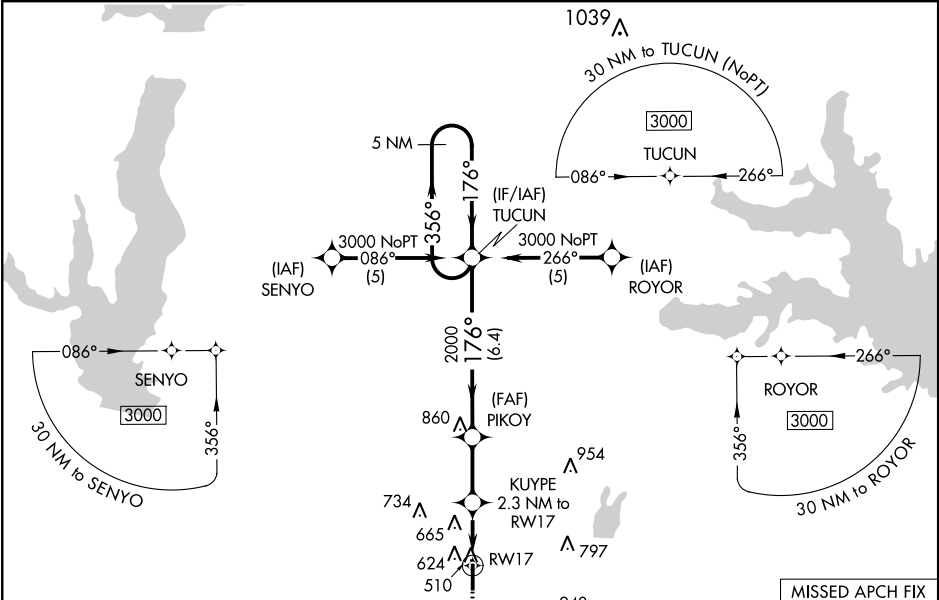 1039
30 NM to TUCUN (NoPT)
3000
TUCUN
086°
266°
5 NM
356°
176°
(IF/IAF)
TUCUN
3000 NoPT
086°
(5)
3000 NoPT
266°
(5)
(IAF)
SENYO
(IAF)
ROYOR
2000
176°
(6.4)
086°
SENYO
3000
356°
30 NM to SENYO
266°
ROYOR
3000
356°
30 NM to ROYOR
(FAF)
PIKOY
860
954
KUYPE
2.3 NM to
RW17
734
665
797
624
RW17
510
MISSED APCH FIX